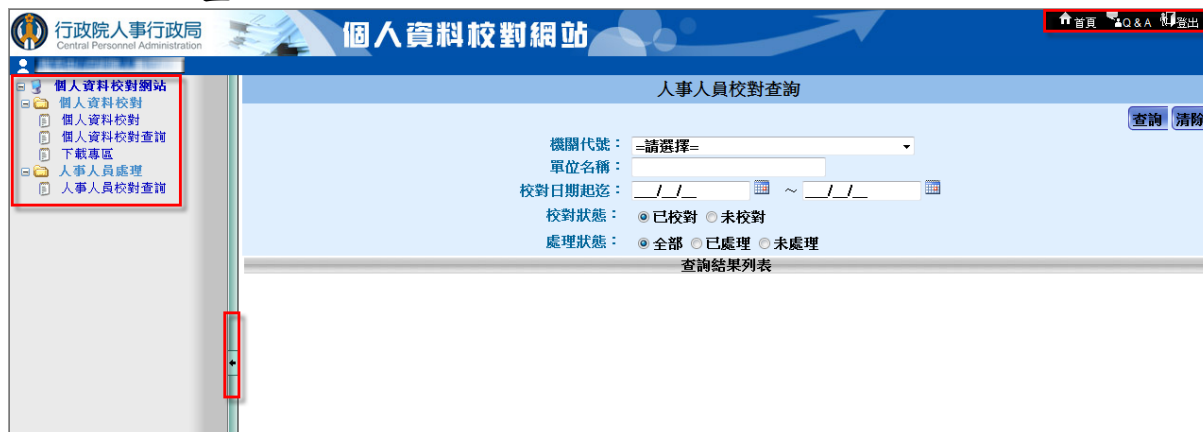 行政院人事行政局
Central Personnel Administration
個人資料校對網站
首頁 Q & A 登出
個人資料校對網站
個人資料校對
個人資料校對
個人資料校對查詢
下載專區
人事人員處理
人事人員校對查詢
人事人員校對查詢
查詢 清除
機關代號： =請選擇=
單位名稱：
校對日期起迄： __/_/__ ～ __/_/__
校對狀態： 已校對 未校對
處理狀態： 全部 已處理 未處理
查詢結果列表